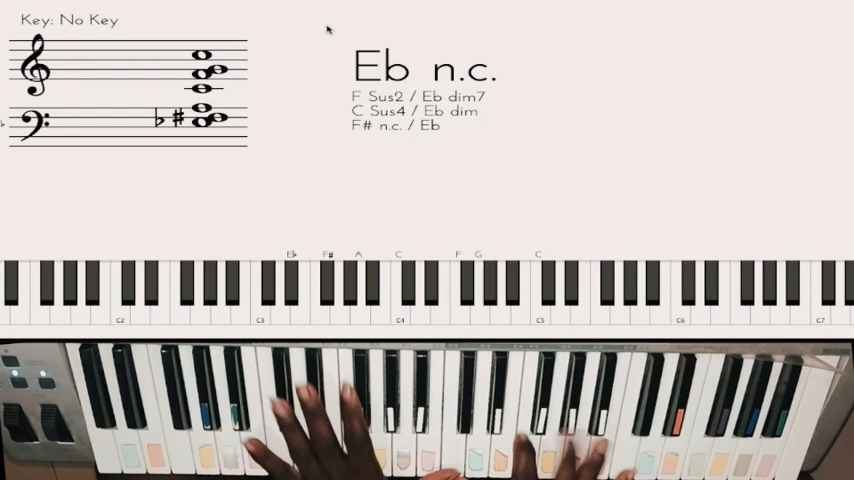 Key: No Key
Eb n.c.
F Sus2 / Eb dim7
C Sus4 / Eb dim
F# n.c. / Eb
Eb F# A C F G C
C2 C3 C4 C5 C6 C7